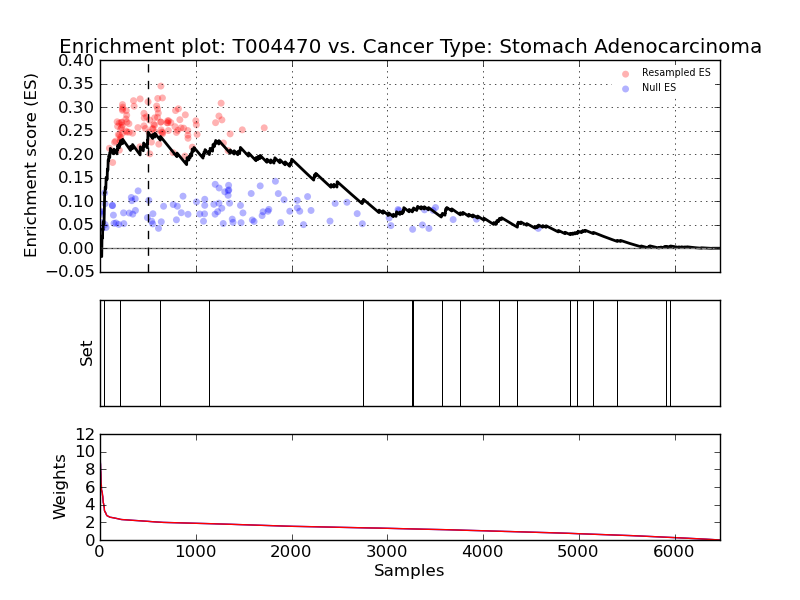 Enrichment plot: T004470 vs. Cancer Type: Stomach Adenocarcinoma
Enrichment score (ES)
0.40
0.35
0.30
0.25
0.20
0.15
0.10
0.05
0.00
−0.05
Resampled ES
Null ES
Set
Weights
12
10
8
6
4
2
0
0 1000 2000 3000 4000 5000 6000
Samples